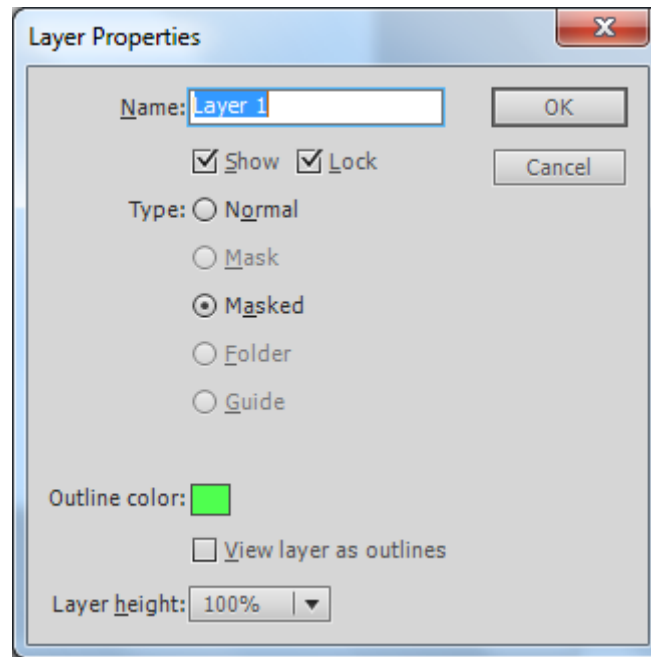 Layer Properties
Name: Layer 1
OK
Show Lock
Cancel
Type: Normal
Mask
Masked
Folder
Guide
Outline color:
View layer as outlines
Layer height: 100%